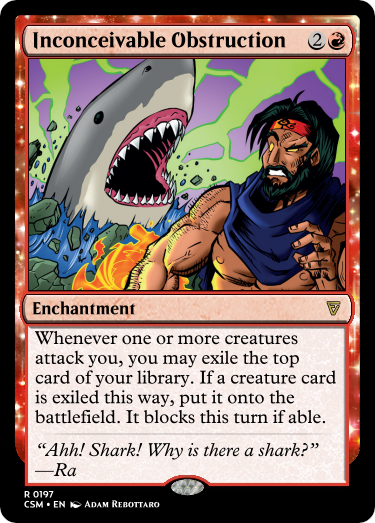 Inconceivable Obstruction 2
Enchantment
Whenever one or more creatures
attack you, you may exile the top
card of your library. If a creature card
is exiled this way, put it onto the
battlefield. It blocks this turn if able.
“Ahh! Shark! Why is there a shark?”
—Ra
R 0197
CSM • EN Adam Rebottaro